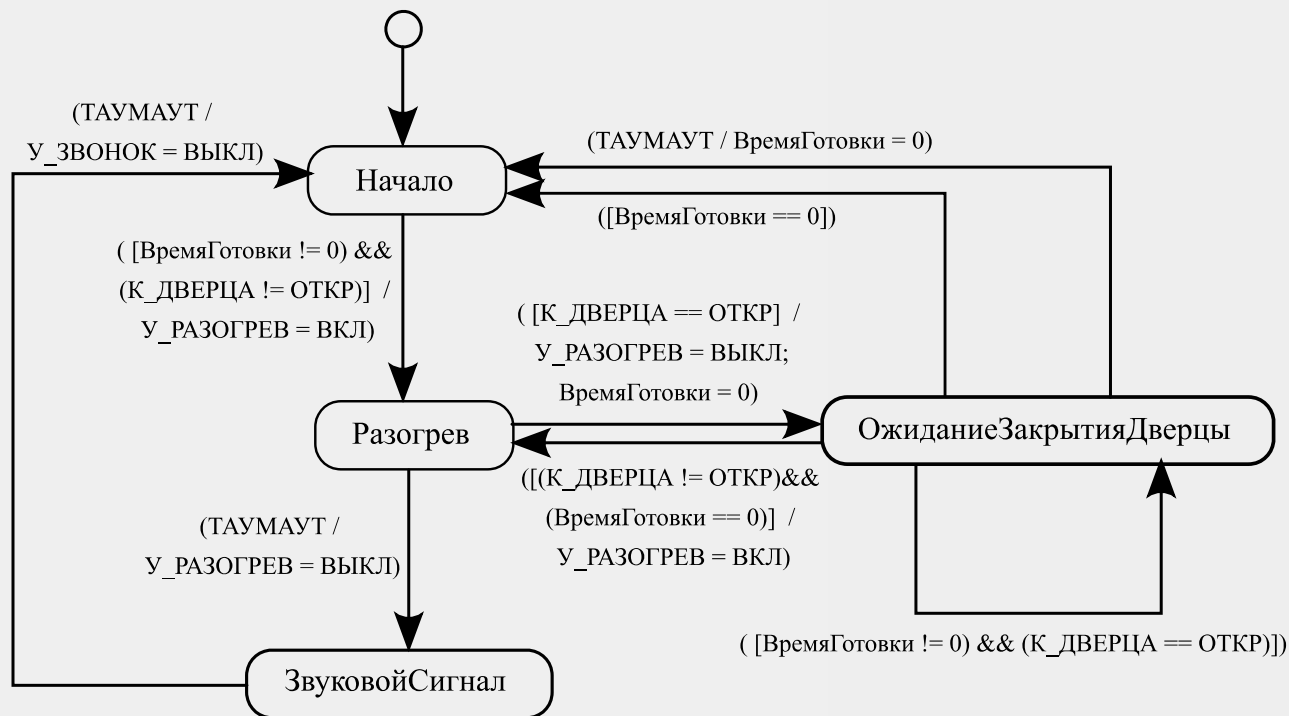 (ТАУМАУТ /
У_ЗВОНОК = ВЫКЛ)
(ТАУМАУТ / ВремяГотовки = 0)
Начало
([ВремяГотовки == 0])
( [ВремяГотовки != 0) &&
(К_ДВЕРЦА != ОТКР)] /
У_РАЗОГРЕВ = ВКЛ)
( [К_ДВЕРЦА == ОТКР] /
У_РАЗОГРЕВ = ВЫКЛ;
ВремяГотовки = 0)
Разогрев
ОжиданиеЗакрытияДверцы
([(К_ДВЕРЦА != ОТКР)&&
(ВремяГотовки == 0)] /
У_РАЗОГРЕВ = ВКЛ)
(ТАУМАУТ /
У_РАЗОГРЕВ = ВЫКЛ)
( [ВремяГотовки != 0) && (К_ДВЕРЦА == ОТКР)])
ЗвуковойСигнал